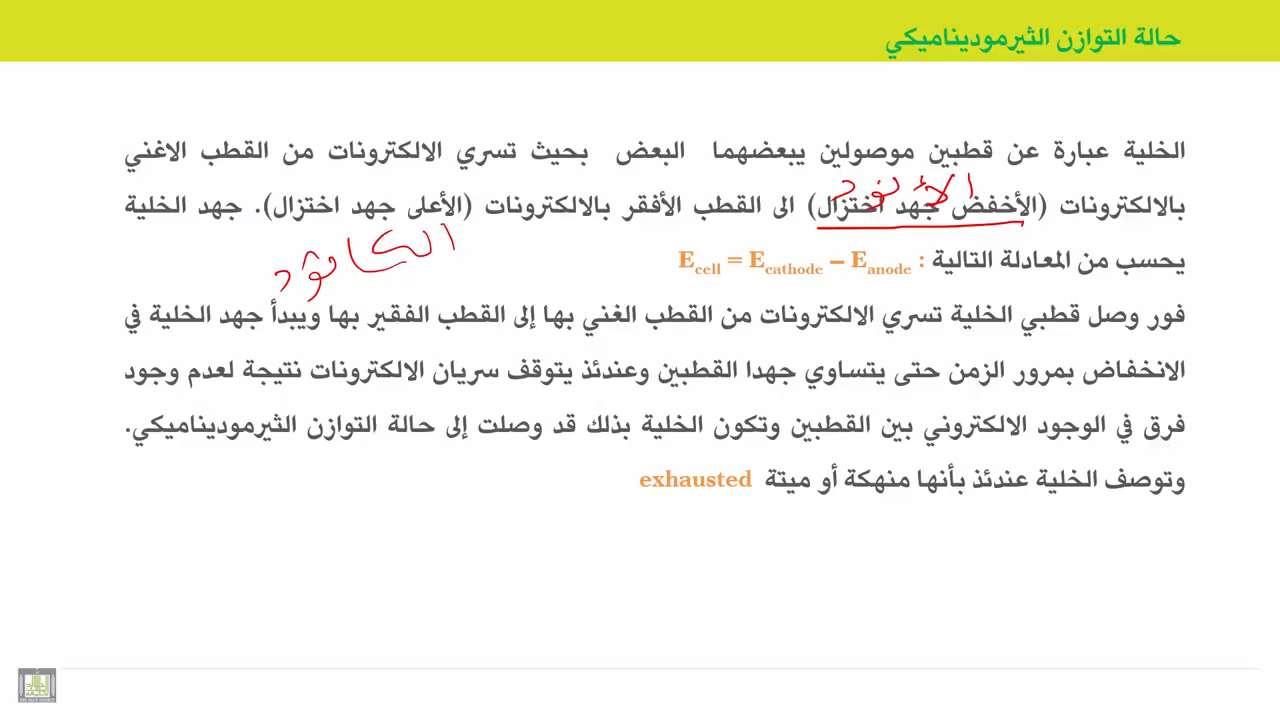 حالة التوازن الثيرموديناميكي
الخلية عبارة عن قطبين موصولين يبعضهما البعض بحيث تسري الالكترونات من القطب الاغني
الأنود
بالالكترونات (الأخفض جهد اختزال) الى القطب الأفقر بالالكترونات (الأعلى جهد اختزال). جهد الخلية
الكاثود
يحسب من المعادلة التالية : Ecell = Ecathode – Eanode
فور وصل قطبي الخلية تسري الالكترونات من القطب الغني بها إلى القطب الفقير بها ويبدأ جهد الخلية في
الانخفاض بمرور الزمن حتى يتساوي جهدا القطبين وعندئذ يتوقف سريان الالكترونات نتيجة لعدم وجود
فرق في الوجود الالكتروني بين القطبين وتكون الخلية بذلك قد وصلت إلى حالة التوازن الثيرموديناميكي.
وتوصف الخلية عندئذ بأنها منهكة أو ميتة exhausted